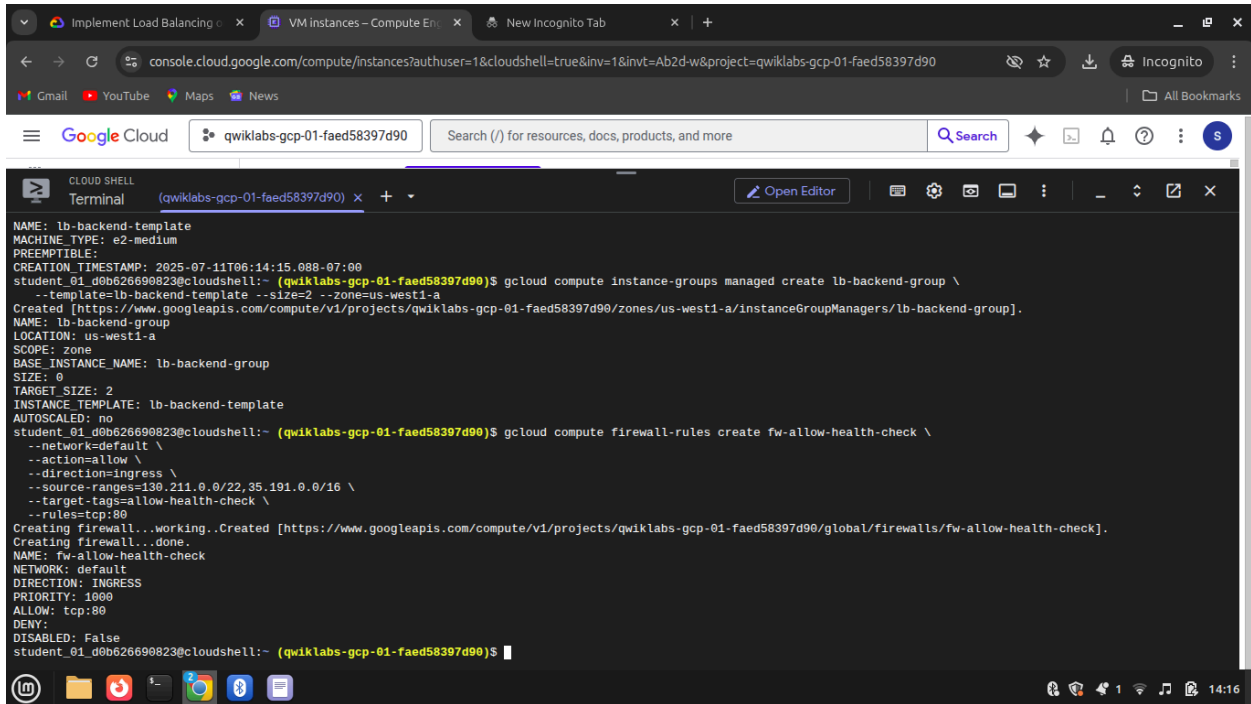 Implement Load Balancing o
VM instances – Compute Eng
New Incognito Tab
console.cloud.google.com/compute/instances?authuser=1&cloudshell=true&inv=1&invt=Ab2d-w&project=qwiklabs-gcp-01-faed58397d90
Incognito
Gmail YouTube Maps News
All Bookmarks
Google Cloud
qwiklabs-gcp-01-faed58397d90
Search (/) for resources, docs, products, and more
Search
S
CLOUD SHELL
Terminal
(qwiklabs-gcp-01-faed58397d90)
Open Editor
NAME: lb-backend-template
MACHINE_TYPE: e2-medium
PREEMPTIBLE:
CREATION_TIMESTAMP: 2025-07-11T06:14:15.088-07:00
student_01_d0b626690823@cloudshell:~ (qwiklabs-gcp-01-faed58397d90)$ gcloud compute instance-groups managed create lb-backend-group \
--template=lb-backend-template --size=2 --zone=us-west1-a
Created [https://www.googleapis.com/compute/v1/projects/qwiklabs-gcp-01-faed58397d90/zones/us-west1-a/instanceGroupManagers/lb-backend-group].
NAME: lb-backend-group
LOCATION: us-west1-a
SCOPE: zone
BASE_INSTANCE_NAME: lb-backend-group
SIZE: 0
TARGET_SIZE: 2
INSTANCE_TEMPLATE: lb-backend-template
AUTOSCALED: no
student_01_d0b626690823@cloudshell:~ (qwiklabs-gcp-01-faed58397d90)$ gcloud compute firewall-rules create fw-allow-health-check \
--network=default \
--action=allow \
--direction=ingress \
--source-ranges=130.211.0.0/22,35.191.0.0/16 \
--target-tags=allow-health-check \
--rules=tcp:80
Creating firewall...working..Created [https://www.googleapis.com/compute/v1/projects/qwiklabs-gcp-01-faed58397d90/global/firewalls/fw-allow-health-check].
Creating firewall...done.
NAME: fw-allow-health-check
NETWORK: default
DIRECTION: INGRESS
PRIORITY: 1000
ALLOW: tcp:80
DENY:
DISABLED: False
student_01_d0b626690823@cloudshell:~ (qwiklabs-gcp-01-faed58397d90)$
2
1
14:16